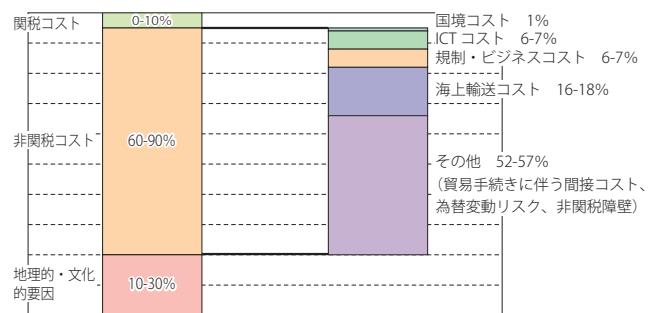 関税コスト
0-10%
国境コスト 1%
ICT コスト 6-7%
規制・ビジネスコスト 6-7%
海上輸送コスト 16-18%
非関税コスト
60-90%
その他 52-57%
（貿易手続きに伴う間接コスト、
為替変動リスク、非関税障壁）
地理的・文化
的要因
10-30%